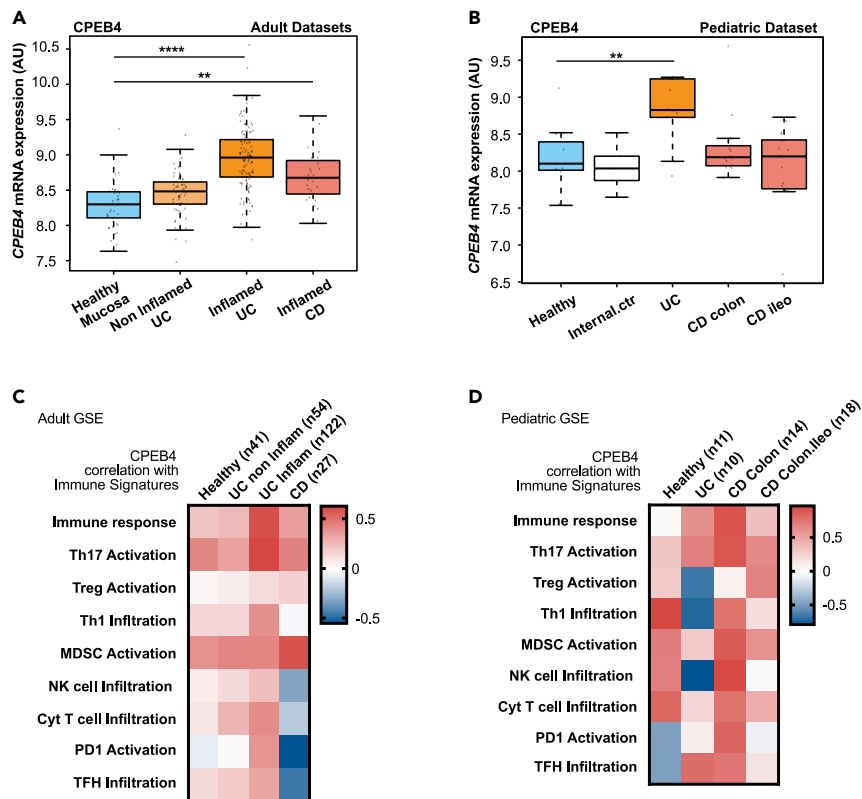 A
CPEB4 Adult Datasets
CPEB4 mRNA expression (AU)
10.5
10.0
9.5
9.0
8.5
8.0
7.5
****
**
Healthy
Mucosa
Non Inflamed
UC
Inflamed
UC
Inflamed
CD
B
CPEB4 Pediatric Dataset
CPEB4 mRNA expression (AU)
9.5
9.0
8.5
8.0
7.5
7.0
6.5
**
Healthy
Internal.ctr
UC
CD colon
CD ileo
C
Adult GSE
CPEB4
correlation with
Immune Signatures
Healthy (n41)
UC non Inflam (n54)
UC Inflam (n122)
CD (n27)
Immune response
Th17 Activation
Treg Activation
Th1 Infltration
MDSC Activation
NK cell Infiltration
Cyt T cell Infiltration
PD1 Activation
TFH Infiltration
0.5
0
-0.5
D
Pediatric GSE
CPEB4
correlation with
Immune Signatures
Healthy (n11)
UC (n10)
CD Colon (n14)
CD Colon.Ileo (n18)
Immune response
Th17 Activation
Treg Activation
Th1 Infltration
MDSC Activation
NK cell Infiltration
Cyt T cell Infiltration
PD1 Activation
TFH Infiltration
0.5
0
-0.5